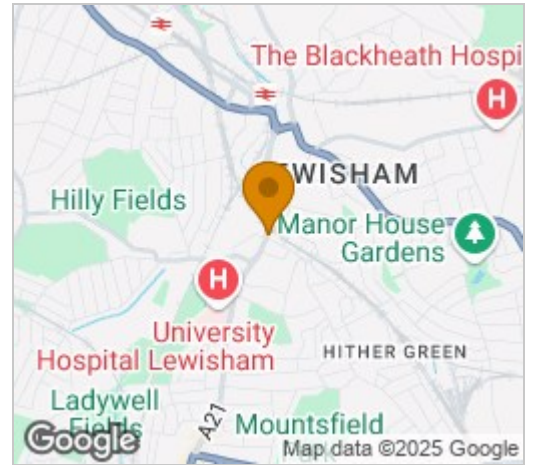 The Blackheath Hospi
H
EWISHAM
Hilly Fields
Manor House
Gardens
H
University
Hospital Lewisham
HITHER GREEN
Ladywell
Fields
A21
Mountsfield
Google
Map data ©2025 Google